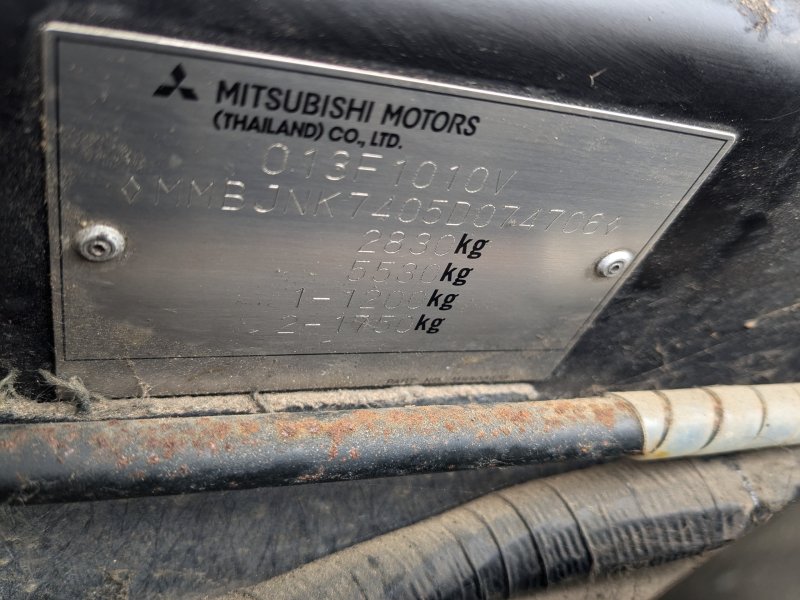 MITSUBISHI MOTORS
(THAILAND) CO., LTD.
013F1010V
MMBJNK7405D074706
2830kg
5530kg
1-1200kg
2-1750kg